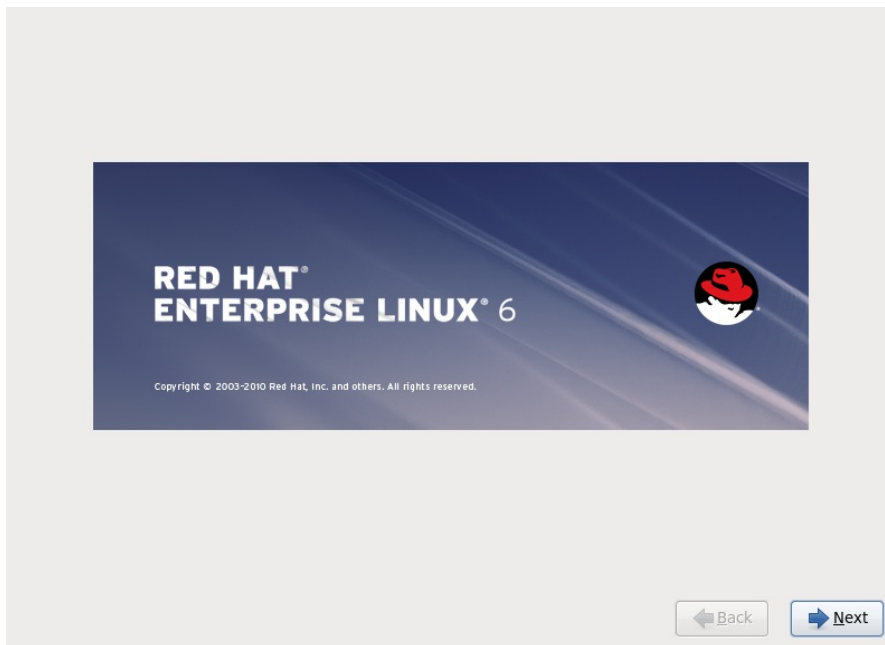 RED HAT®
ENTERPRISE LINUX® 6
Copyright © 2003-2010 Red Hat, Inc. and others. All rights reserved.
Back
Next